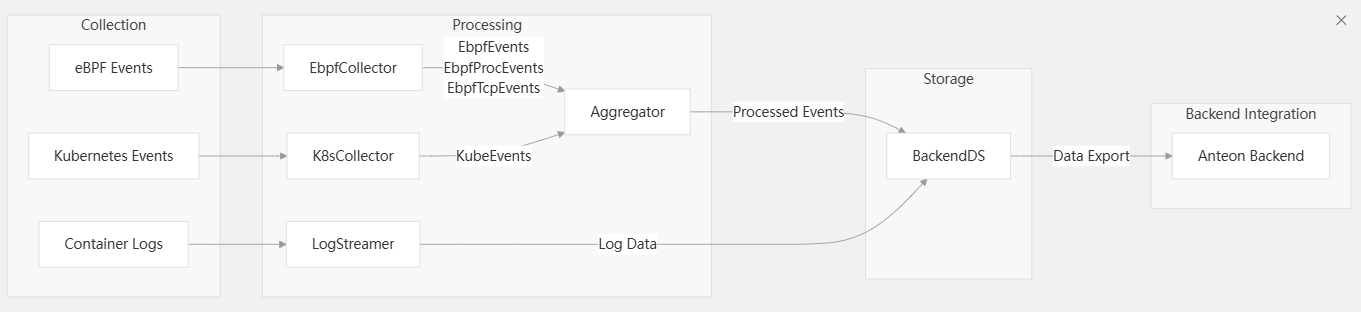 Collection
eBPF Events
Kubernetes Events
Container Logs
Processing
EbpfCollector
EbpfEvents
EbpfProcEvents
EbpfTcpEvents
K8sCollector
KubeEvents
Aggregator
LogStreamer
Log Data
Processed Events
Storage
BackendDS
Data Export
Backend Integration
Anteon Backend